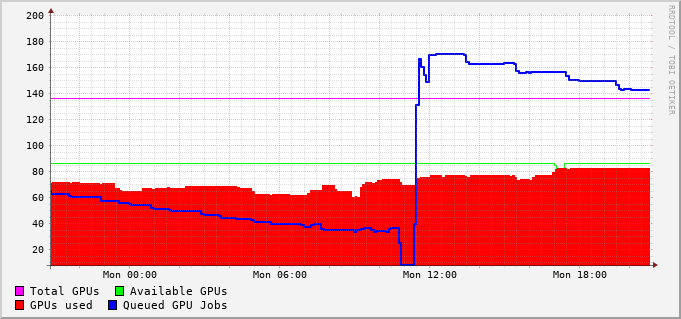 200
180
160
140
120
100
80
60
40
20
Mon 00:00 Mon 06:00 Mon 12:00 Mon 18:00
Total GPUs Available GPUs
GPUs used Queued GPU Jobs
RRDTOOL / TOBI OETIKER